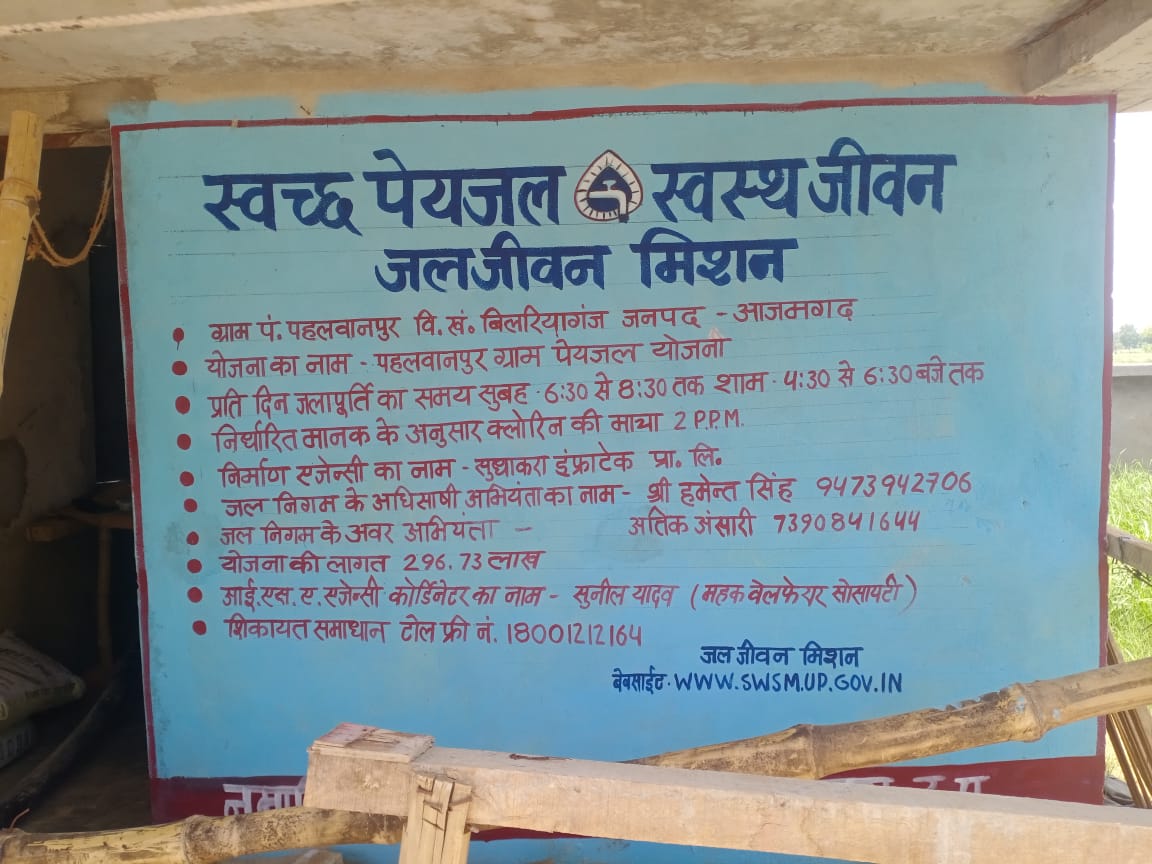 स्वच्छ पेयजल स्वस्थ जीवन
जल जीवन मिशन
ग्राम पं. पहलवानपुर वि. खं. बिलरियागंज जनपद - आजमगढ़
योजना का नाम - पहलवानपुर ग्राम पेयजल योजना
प्रति दिन जलापूर्ति का समय सुबह - 6:30 से 8:30 तक शाम - 4:30 से 6:30 बजे तक
निर्धारित मानक के अनुसार क्लोरिन की मात्रा 2 P.P.M.
निर्माण एजेन्सी का नाम - सुधाकरा इंफ्राटेक प्रा. लि.
जल निगम के अधिसाषी अभियंता का नाम - श्री हमेन्त सिंह 9473942706
जल निगम के अवर अभियंता - अतिक अंसारी 7390841644
योजना की लागत 296.73 लाख
आई. एस. ए. एजेन्सी कोर्डिनेटर का नाम - सुनील यादव (महक वेलफेयर सोसायटी)
शिकायत समाधान टोल फ्री नं. 18001212164
जल जीवन मिशन
बेवसाईट - WWW.SWSM.UP.GOV.IN